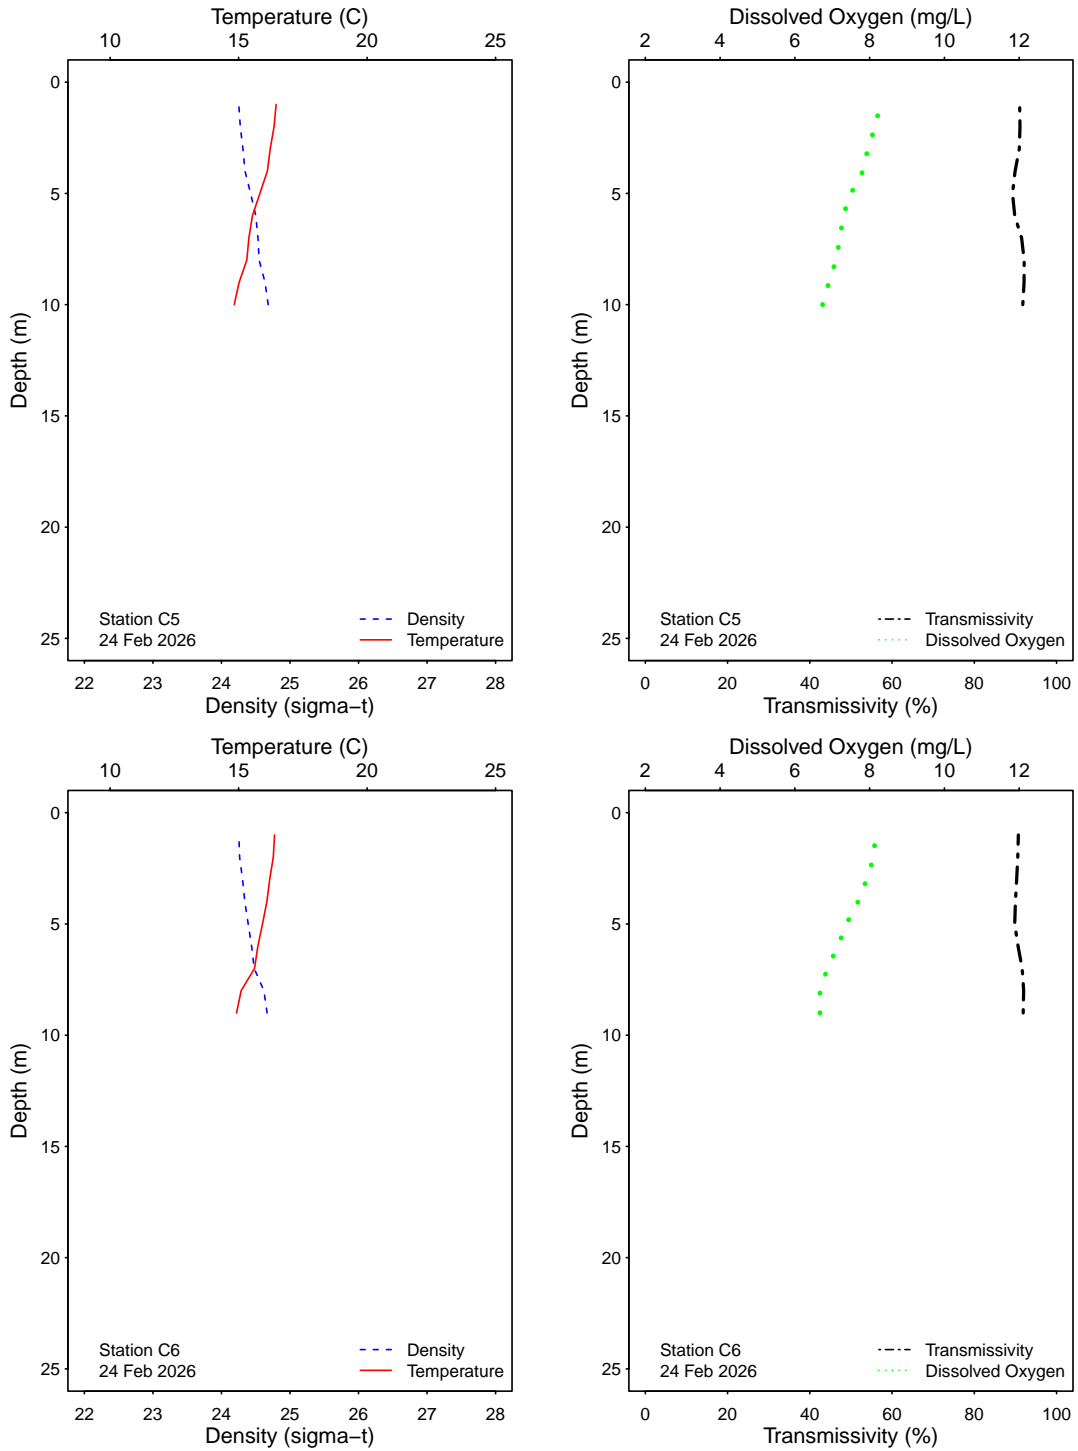 Temperature (C)
10 15 20 25
0
5
10
15
20
25
Depth (m)
Station C5
24 Feb 2026
Density
Temperature
22 23 24 25 26 27 28
Density (sigma−t)
Dissolved Oxygen (mg/L)
2 4 6 8 10 12
0
5
10
15
20
25
Depth (m)
Station C5
24 Feb 2026
Transmissivity
Dissolved Oxygen
0 20 40 60 80 100
Transmissivity (%)
Temperature (C)
10 15 20 25
0
5
10
15
20
25
Depth (m)
Station C6
24 Feb 2026
Density
Temperature
22 23 24 25 26 27 28
Density (sigma−t)
Dissolved Oxygen (mg/L)
2 4 6 8 10 12
0
5
10
15
20
25
Depth (m)
Station C6
24 Feb 2026
Transmissivity
Dissolved Oxygen
0 20 40 60 80 100
Transmissivity (%)